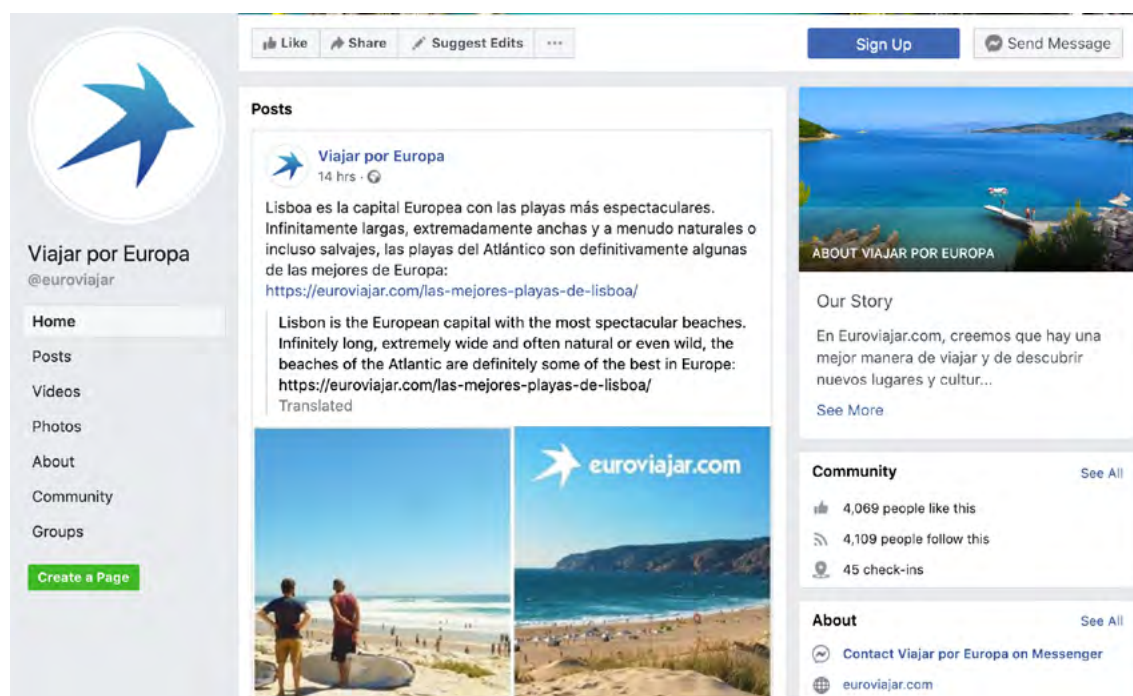 Like
Share
Suggest Edits
...
Sign Up
Send Message
Viajar por Europa
@euroviajar
Home
Posts
Videos
Photos
About
Community
Groups
Create a Page
Posts
Viajar por Europa
14 hrs ·
Lisboa es la capital Europea con las playas más espectaculares.
Infinitamente largas, extremadamente anchas y a menudo naturales o
incluso salvajes, las playas del Atlántico son definitivamente algunas
de las mejores de Europa:
https://euroviajar.com/las-mejores-playas-de-lisboa/
Lisbon is the European capital with the most spectacular beaches.
Infinitely long, extremely wide and often natural or even wild, the
beaches of the Atlantic are definitely some of the best in Europe:
https://euroviajar.com/las-mejores-playas-de-lisboa/
Translated
euroviajar.com
ABOUT VIAJAR POR EUROPA
Our Story
En Euroviajar.com, creemos que hay una
mejor manera de viajar y de descubrir
nuevos lugares y cultur...
See More
Community
See All
4,069 people like this
4,109 people follow this
45 check-ins
About
See All
Contact Viajar por Europa on Messenger
euroviajar.com